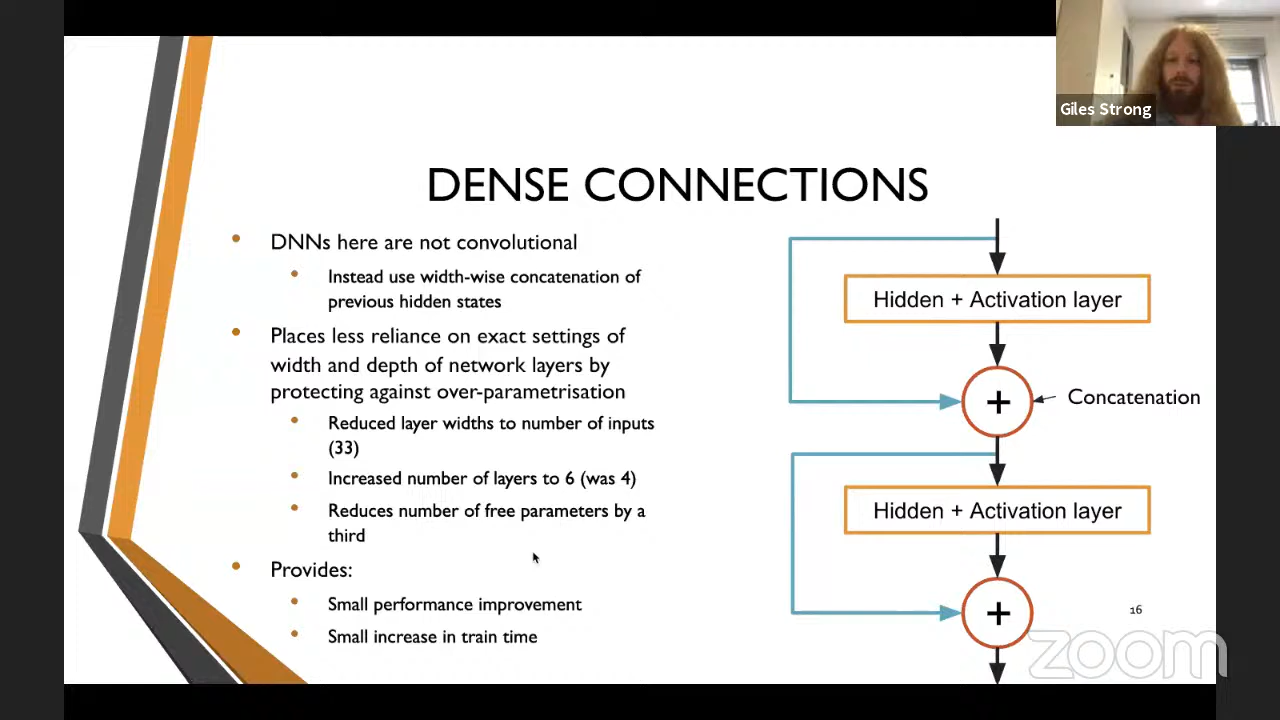 Giles Strong
DENSE CONNECTIONS
DNNs here are not convolutional
Instead use width-wise concatenation of
previous hidden states
Places less reliance on exact settings of
width and depth of network layers by
protecting against over-parametrisation
Reduced layer widths to number of inputs
(33)
Increased number of layers to 6 (was 4)
Reduces number of free parameters by a
third
Provides:
Small performance improvement
Small increase in train time
Hidden + Activation layer
+
Concatenation
Hidden + Activation layer
+
16
zoom